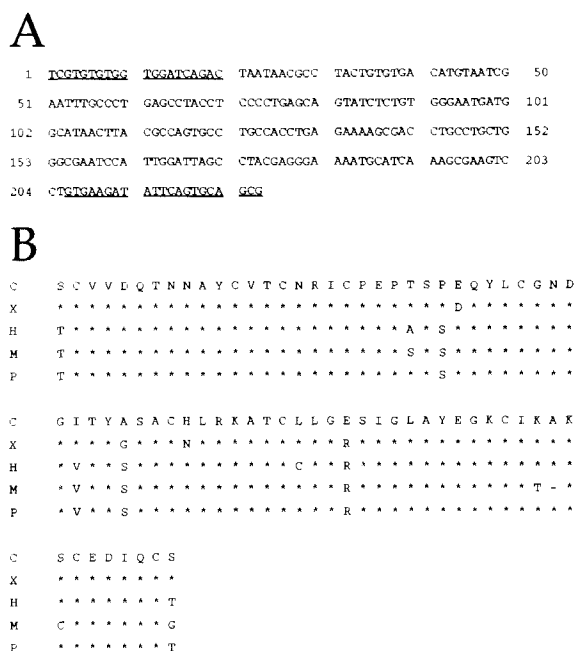 A
1 TCGTGTGTGG TGGATCAGAC TAATAACGCC TACTGTGTGA CATGTAATCG 50
51 AATTTGCCCT GAGCCTACCT CCCCTGAGCA GTATCTCTGT GGGAATGATG 101
102 GCATAACTTA CGCCAGTGCC TGCCACCTGA GAAAAGCGAC CTGCCTGCTG 152
153 GGCGAATCCA TTGGATTAGC CTACGAGGGA AAATGCATCA AAGCGAAGTC 203
204 CTGTGAAGAT ATTCAGTGCA GCG
B
C S C V V D Q T N N A Y C V T C N R I C P E P T S P E Q Y L C G N D
X * * * * * * * * * * * * * * * * * * * * * * * * * D * * * * * * *
H T * * * * * * * * * * * * * * * * * * * * * A * S * * * * * * * *
M T * * * * * * * * * * * * * * * * * * * * * S * S * * * * * * * *
P T * * * * * * * * * * * * * * * * * * * * * * * S * * * * * * * *
C G I T Y A S A C H L R K A T C L L G E S I G L A Y E G K C I K A K
X * * * * G * * * N * * * * * * * * * R * * * * * * * * * * * * * *
H * V * * S * * * * * * * * * * C * * R * * * * * * * * * * * * * *
M * V * * S * * * * * * * * * * * * * R * * * * * * * * * * * T - *
P * V * * S * * * * * * * * * * * * * R * * * * * * * * * * * * * *
C S C E D I Q C S
X * * * * * * * *
H * * * * * * * T
M C * * * * * * G
P * * * * * * * T